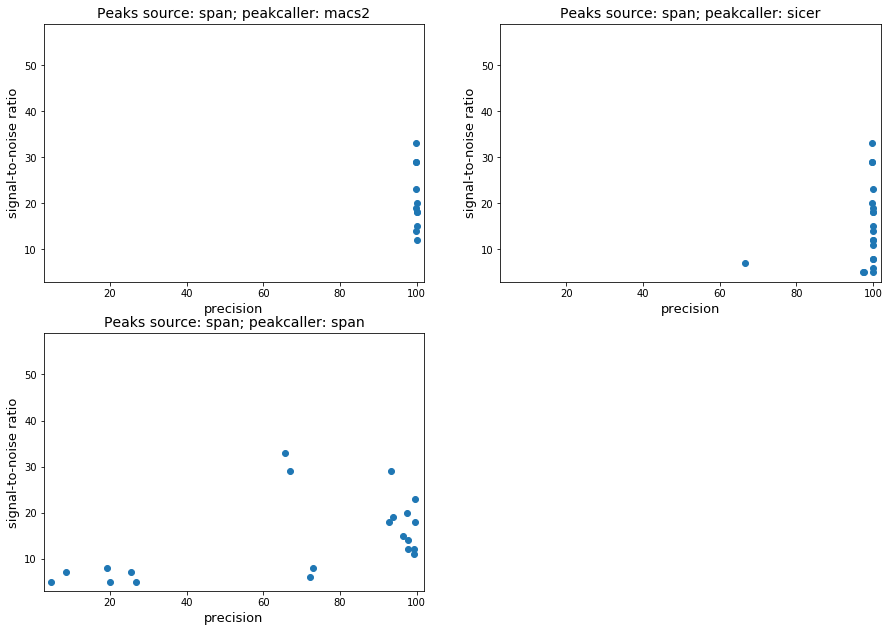 Peaks source: span; peakcaller: macs2
signal-to-noise ratio
50
40
30
20
10
20 40 60 80 100
precision
Peaks source: span; peakcaller: sicer
signal-to-noise ratio
50
40
30
20
10
20 40 60 80 100
precision
Peaks source: span; peakcaller: span
signal-to-noise ratio
50
40
30
20
10
20 40 60 80 100
precision